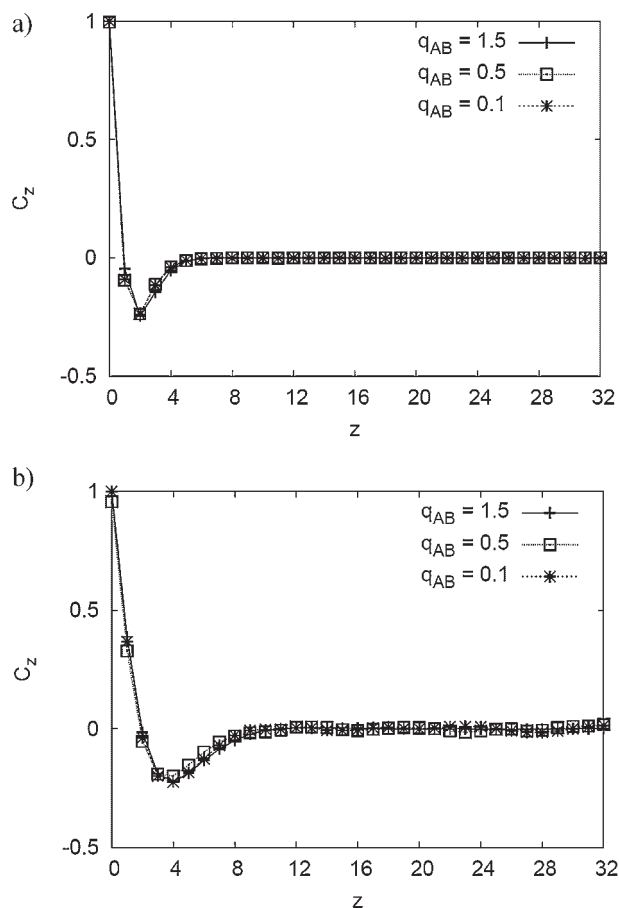 a)
1
0.5
0
-0.5
C_z
q_AB = 1.5
q_AB = 0.5
q_AB = 0.1
0 4 8 12 16 20 24 28 32
z
b)
1
0.5
0
-0.5
C_z
q_AB = 1.5
q_AB = 0.5
q_AB = 0.1
0 4 8 12 16 20 24 28 32
z